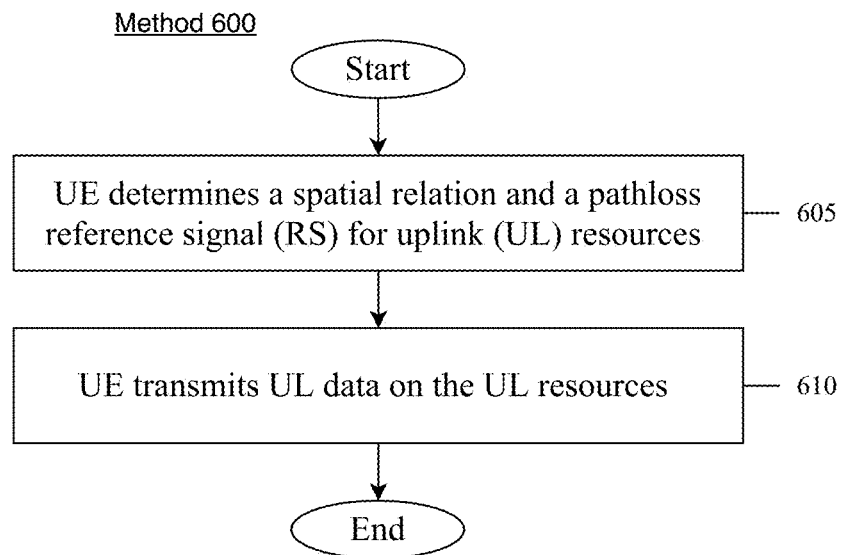 Method 600
Start
UE determines a spatial relation and a pathloss
reference signal (RS) for uplink (UL) resources
605
UE transmits UL data on the UL resources
610
End